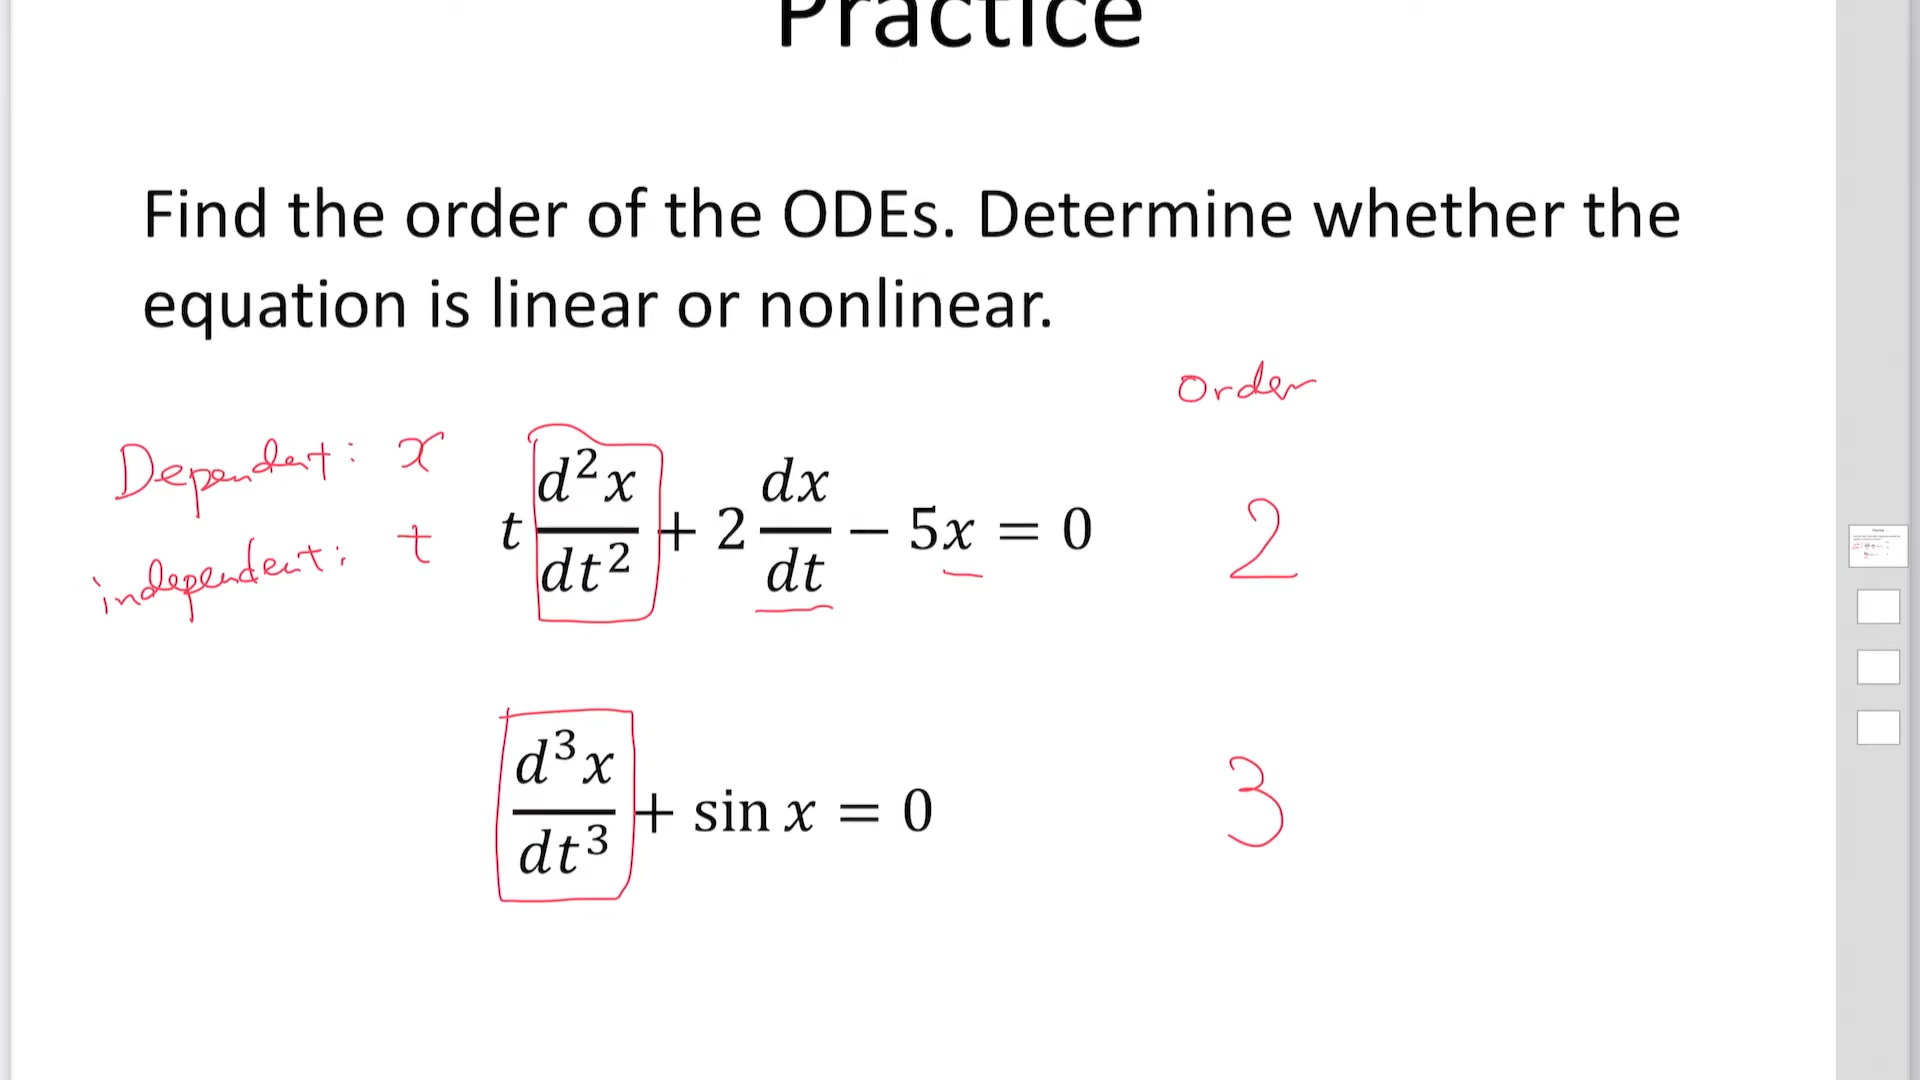 Practice
Find the order of the ODEs. Determine whether the
equation is linear or nonlinear.
order
Dependent: x
independent: t
t d²x/dt² + 2 dx/dt − 5x = 0
2
d³x/dt³ + sin x = 0
3